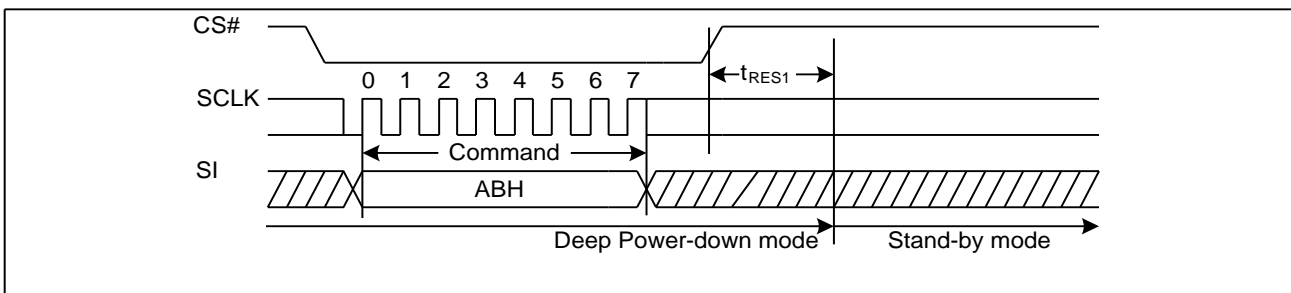 CS#
tRES1
0 1 2 3 4 5 6 7
SCLK
Command
SI
ABH
Deep Power-down mode Stand-by mode